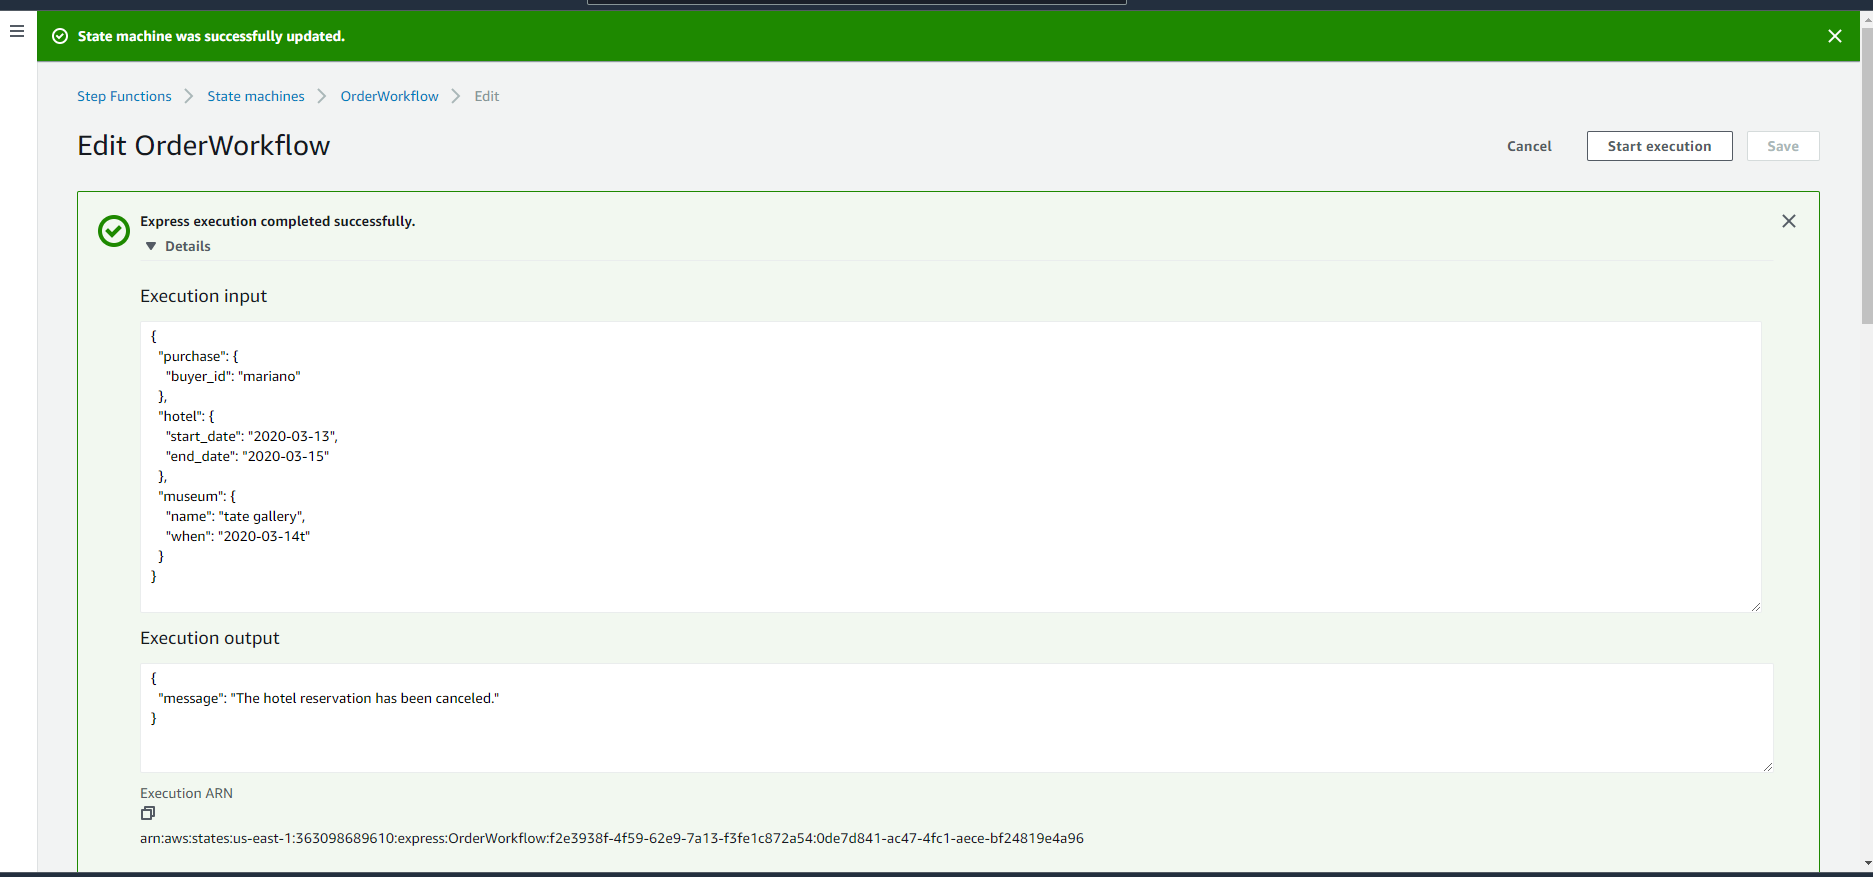 State machine was successfully updated.
Step Functions
State machines
OrderWorkflow
Edit
Edit OrderWorkflow
Cancel
Start execution
Save
Express execution completed successfully.
Details
Execution input
{
"purchase": {
"buyer_id": "mariano"
},
"hotel": {
"start_date": "2020-03-13",
"end_date": "2020-03-15"
},
"museum": {
"name": "tate gallery",
"when": "2020-03-14t"
}
}
Execution output
{
"message": "The hotel reservation has been canceled."
}
Execution ARN
arn:aws:states:us-east-1:363098689610:express:OrderWorkflow:f2e3938f-4f59-62e9-7a13-f3fe1c872a54:0de7d841-ac47-4fc1-aece-bf24819e4a96